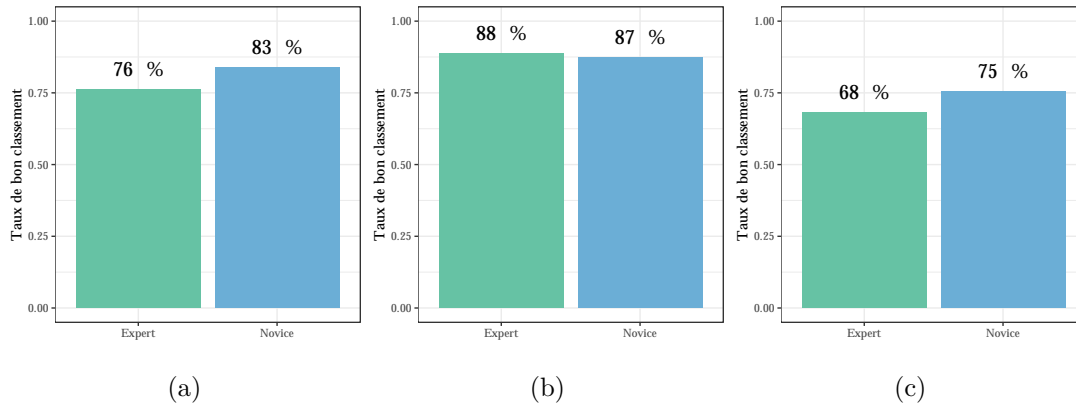 Taux de bon classement
1.00
0.75
0.50
0.25
0.00
76 %
83 %
Expert
Novice
(a)
Taux de bon classement
1.00
0.75
0.50
0.25
0.00
88 %
87 %
Expert
Novice
(b)
Taux de bon classement
1.00
0.75
0.50
0.25
0.00
68 %
75 %
Expert
Novice
(c)